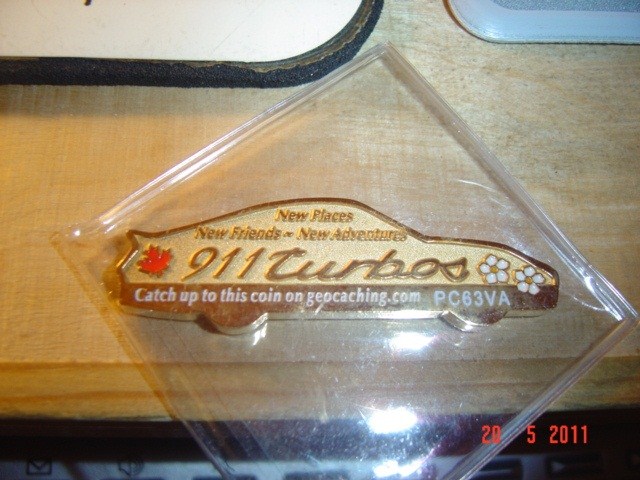 New Places
New Friends ~ New Adventures
911 turbos
Catch up to this coin on geocaching.com PC63VA
20 5 2011